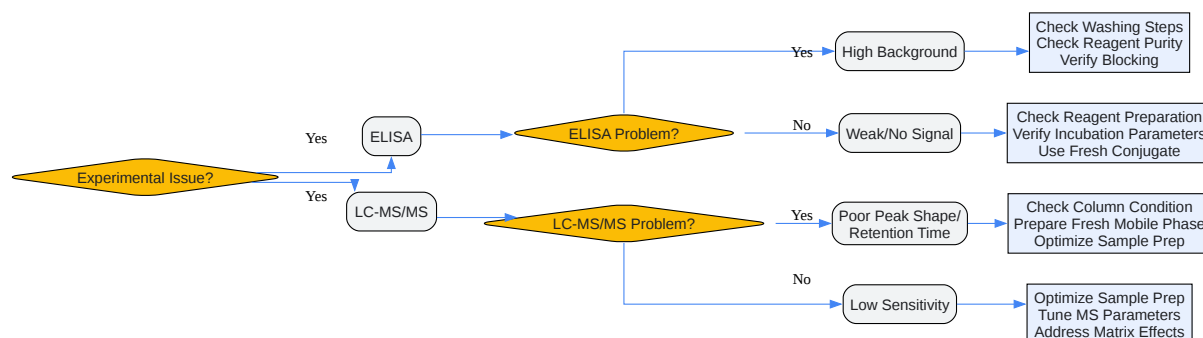 Experimental Issue?
Yes
ELISA
ELISA Problem?
Yes
High Background
Check Washing Steps
Check Reagent Purity
Verify Blocking
No
Weak/No Signal
Check Reagent Preparation
Verify Incubation Parameters
Use Fresh Conjugate
Yes
LC-MS/MS
LC-MS/MS Problem?
Yes
Poor Peak Shape/
Retention Time
Check Column Condition
Prepare Fresh Mobile Phase
Optimize Sample Prep
No
Low Sensitivity
Optimize Sample Prep
Tune MS Parameters
Address Matrix Effects